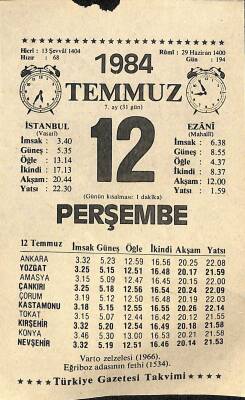 Hicrî : 13 Şevvâl 1404
Hızır : 68
Rûmî : 29 Haziran 1400
Gün : 194
1984
TEMMUZ
7. ay (31 gün)
İSTANBUL
(Vasatî)
İmsak : 3.40
Güneş : 5.35
Öğle : 13.14
İkindi : 17.13
Akşam : 20.44
Yatsı : 22.30
12
(Günün kısalması: 1 dakika)
EZÂNÎ
(Mahallî)
İmsak : 6.38
Güneş : 8.55
Öğle : 4.37
İkindi : 8.37
Akşam : 12.00
Yatsı : 1.59
PERŞEMBE
12 Temmuz İmsak Güneş Öğle İkindi Akşam Yatsı
ANKARA 3.32 5.23 12.59 16.56 20.25 22.08
YOZGAT 3.25 5.15 12.51 16.48 20.17 21.59
AMASYA 3.15 5.09 12.47 16.45 20.15 22.00
ÇANKIRI 3.25 5.18 12.56 16.54 20.24 22.09
ÇORUM 3.19 5.12 12.50 16.48 20.19 22.03
KASTAMONU 3.18 5.15 12.55 16.55 20.26 22.14
TOKAT 3.15 5.07 12.44 16.42 20.12 21.56
KIRŞEHİR 3.32 5.20 12.54 16.49 20.18 21.58
KONYA 3.46 5.30 13.00 16.53 20.21 21.58
NEVŞEHİR 3.32 5.19 12.51 16.46 20.14 21.53
Varto zelzelesi (1966).
Eğriboz adasının fethi (1534).
Türkiye Gazetesi Takvimi